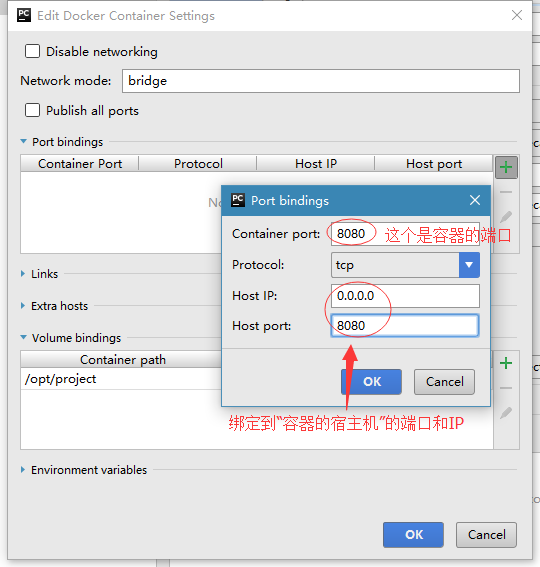 PC Edit Docker Container Settings
Disable networking
Network mode: bridge
Publish all ports
Port bindings
Container Port Protocol Host IP Host port
PC Port bindings
Container port: 8080 这个是容器的端口
Protocol: tcp
Host IP: 0.0.0.0
Host port: 8080
OK Cancel
绑定到“容器的宿主机”的端口和IP
Links
Extra hosts
Volume bindings
Container path
/opt/project
Environment variables
OK Cancel